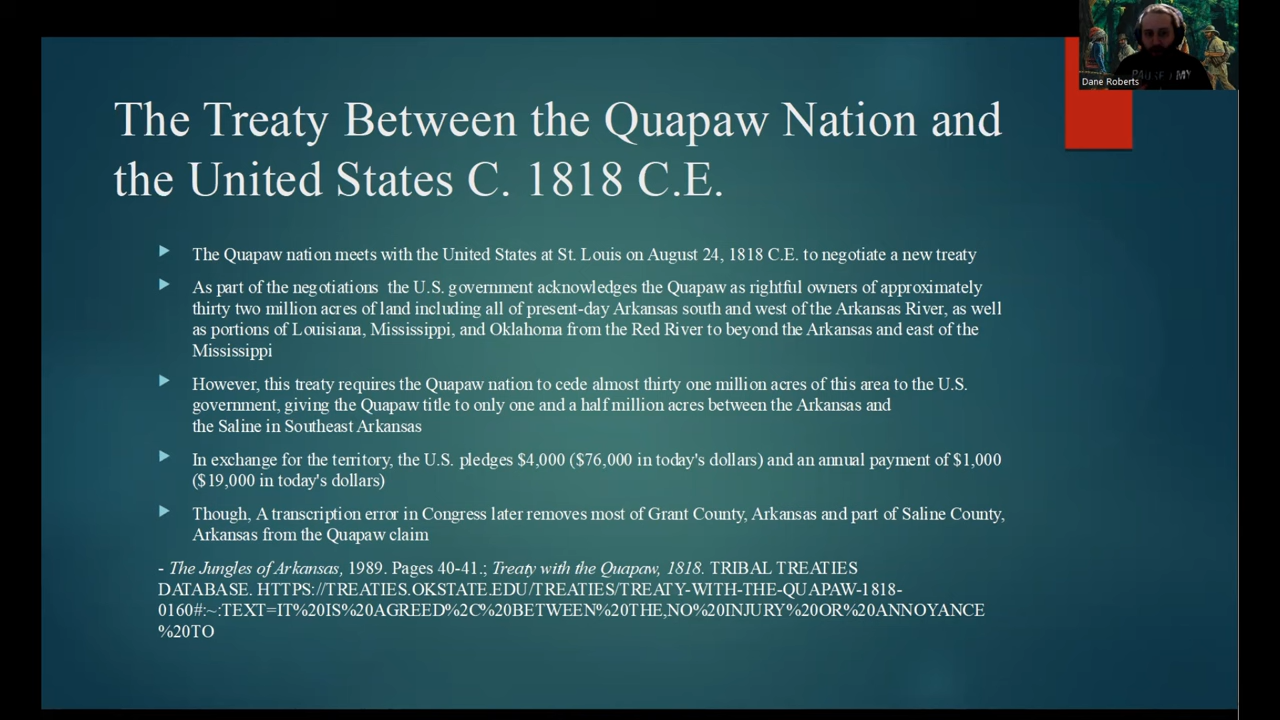 Dane Roberts
The Treaty Between the Quapaw Nation and
the United States C. 1818 C.E.
The Quapaw nation meets with the United States at St. Louis on August 24, 1818 C.E. to negotiate a new treaty
As part of the negotiations the U.S. government acknowledges the Quapaw as rightful owners of approximately
thirty two million acres of land including all of present-day Arkansas south and west of the Arkansas River, as well
as portions of Louisiana, Mississippi, and Oklahoma from the Red River to beyond the Arkansas and east of the
Mississippi
However, this treaty requires the Quapaw nation to cede almost thirty one million acres of this area to the U.S.
government, giving the Quapaw title to only one and a half million acres between the Arkansas and
the Saline in Southeast Arkansas
In exchange for the territory, the U.S. pledges $4,000 ($76,000 in today's dollars) and an annual payment of $1,000
($19,000 in today's dollars)
Though, A transcription error in Congress later removes most of Grant County, Arkansas and part of Saline County,
Arkansas from the Quapaw claim
- The Jungles of Arkansas, 1989. Pages 40-41.; Treaty with the Quapaw, 1818. TRIBAL TREATIES
DATABASE. HTTPS://TREATIES.OKSTATE.EDU/TREATIES/TREATY-WITH-THE-QUAPAW-1818-
0160#:~:TEXT=IT%20IS%20AGREED%2C%20BETWEEN%20THE,NO%20INJURY%20OR%20ANNOYANCE
%20TO